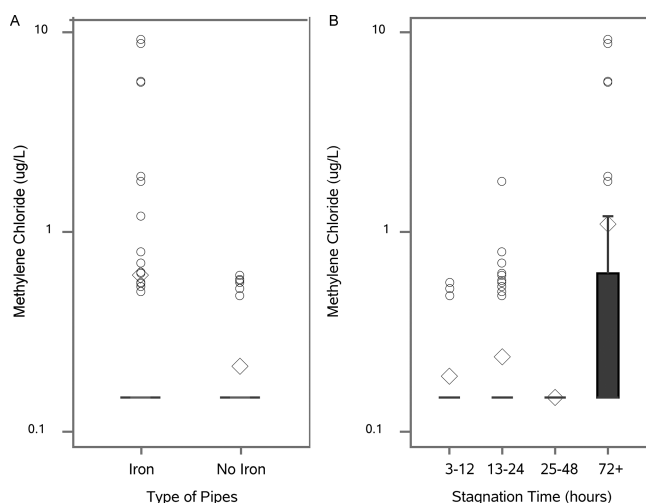 A
Methylene Chloride (ug/L)
10
1
0.1
Iron
No Iron
Type of Pipes
B
Methylene Chloride (ug/L)
10
1
0.1
3-12
13-24
25-48
72+
Stagnation Time (hours)